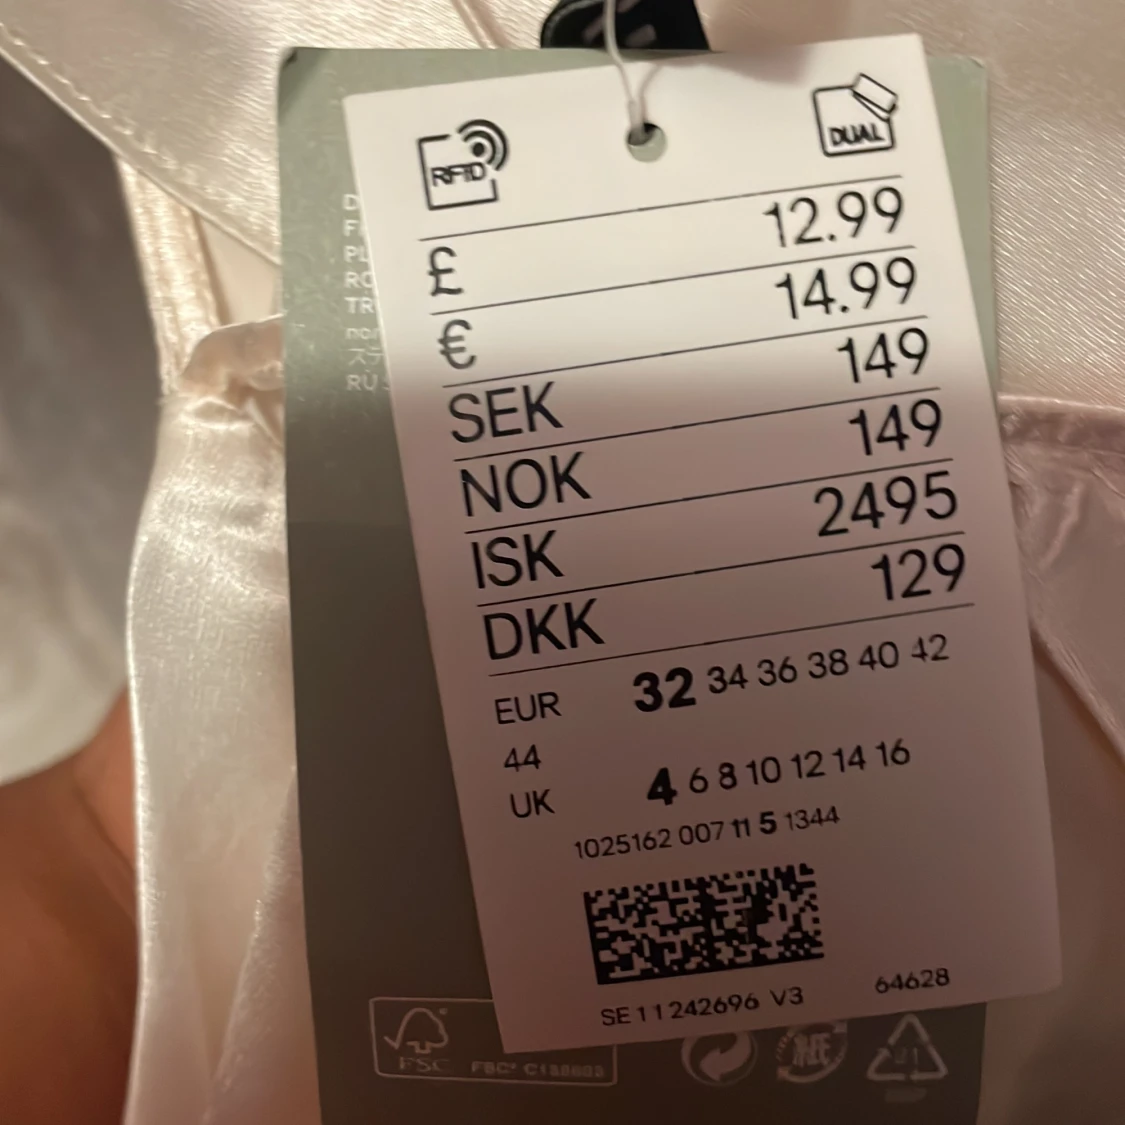 RFID
DUAL
£ 12.99
€ 14.99
SEK 149
NOK 149
ISK 2495
DKK 129
EUR 32 34 36 38 40 42
44
UK 4 6 8 10 12 14 16
1025162 007 11 5 1344
SE 11242696 V3 64628
FSC